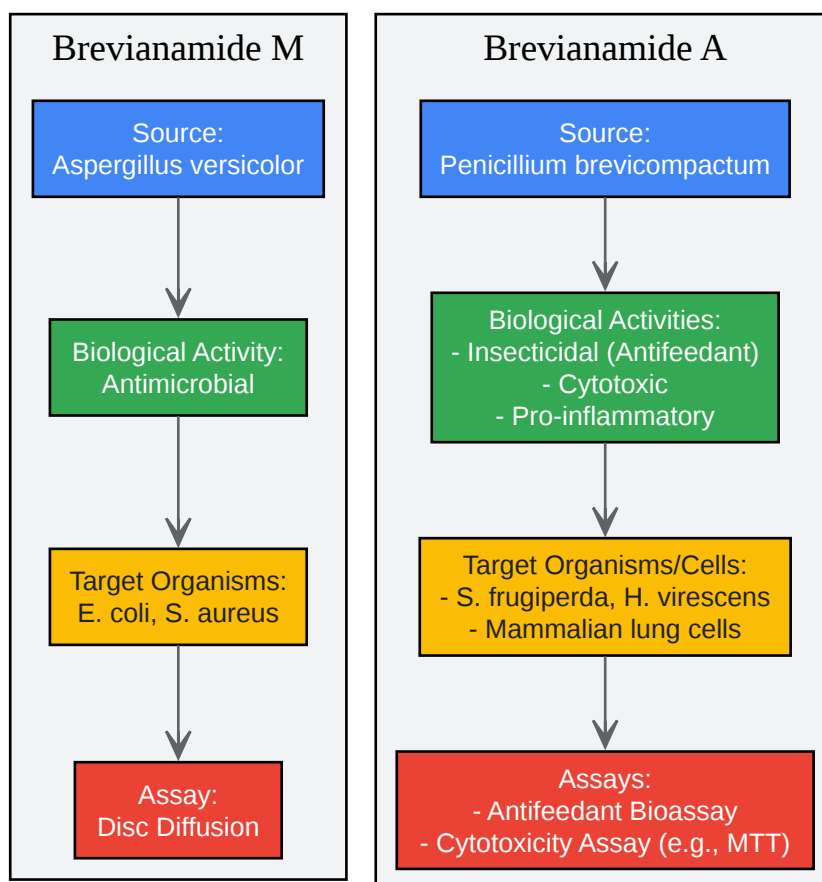 Brevianamide M
Source:
Aspergillus versicolor
Biological Activity:
Antimicrobial
Target Organisms:
E. coli, S. aureus
Assay:
Disc Diffusion
Brevianamide A
Source:
Penicillium brevicompactum
Biological Activities:
- Insecticidal (Antifeedant)
- Cytotoxic
- Pro-inflammatory
Target Organisms/Cells:
- S. frugiperda, H. virescens
- Mammalian lung cells
Assays:
- Antifeedant Bioassay
- Cytotoxicity Assay (e.g., MTT)